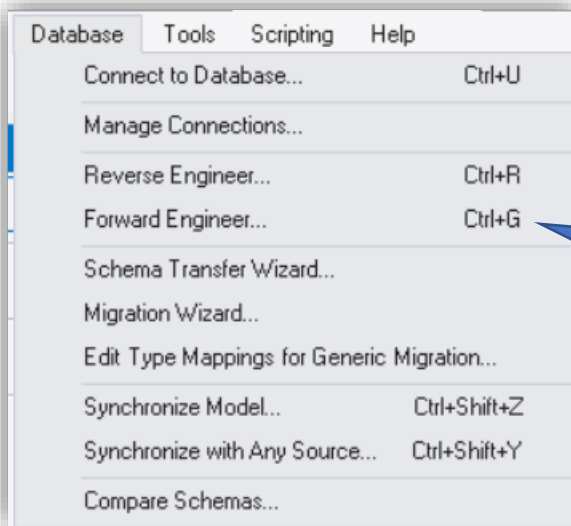 Database Tools Scripting Help
Connect to Database... Ctrl+U
Manage Connections...
Reverse Engineer... Ctrl+R
Forward Engineer... Ctrl+G
Schema Transfer Wizard...
Migration Wizard...
Edit Type Mappings for Generic Migration...
Synchronize Model... Ctrl+Shift+Z
Synchronize with Any Source... Ctrl+Shift+Y
Compare Schemas...